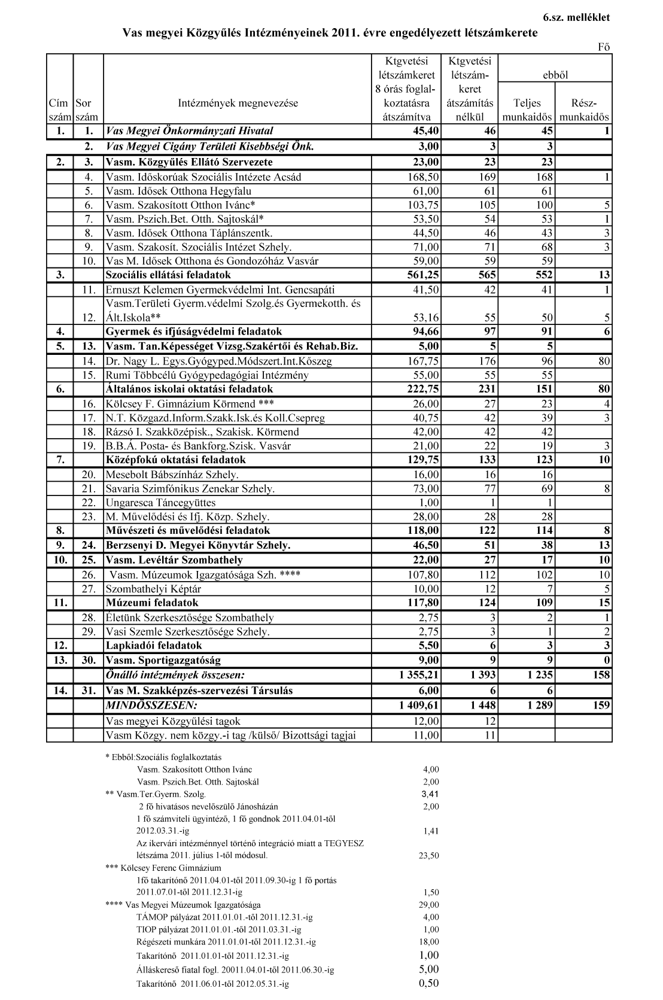 6.sz. melléklet
Vas megyei Közgyűlés Intézményeinek 2011. évre engedélyezett létszámkerete
Fő
Cím szám Sor szám Intézmények megnevezése Ktgvetési létszámkeret 8 órás foglal-koztatásra átszámítva Ktgvetési létszám-keret átszámítás nélkül ebből Teljes munkaidős Rész-munkaidős
1. 1. Vas Megyei Önkormányzati Hivatal 45,40 46 45 1
2. Vas Megyei Cigány Területi Kisebbségi Önk. 3,00 3 3
2. 3. Vasm. Közgyűlés Ellátó Szervezete 23,00 23 23
4. Vasm. Időskorúak Szociális Intézete Acsád 168,50 169 168 1
5. Vasm. Idősek Otthona Hegyfalu 61,00 61 61
6. Vasm. Szakosított Otthon Ivánc* 103,75 105 100 5
7. Vasm. Pszich.Bet. Otth. Sajtoskál* 53,50 54 53 1
8. Vasm. Idősek Otthona Táplánszentk. 44,50 46 43 3
9. Vasm. Szakosít. Szociális Intézet Szhely. 71,00 71 68 3
10. Vas M. Idősek Otthona és Gondozóház Vasvár 59,00 59 59
3. Szociális ellátási feladatok 561,25 565 552 13
11. Ernuszt Kelemen Gyermekvédelmi Int. Gencsapáti 41,50 42 41 1
Vasm.Területi Gyerm.védelmi Szolg.és Gyermekotth. és
12. Ált.Iskola** 53,16 55 50 5
4. Gyermek és ifjúságvédelmi feladatok 94,66 97 91 6
5. 13. Vasm. Tan.Képességet Vizsg.Szakértői és Rehab.Biz. 5,00 5 5
14. Dr. Nagy L. Egys.Gyógyped.Módszert.Int.Kőszeg 167,75 176 96 80
15. Rumi Többcélú Gyógypedagógiai Intézmény 55,00 55 55
6. Általános iskolai oktatási feladatok 222,75 231 151 80
16. Kölcsey F. Gimnázium Körmend *** 26,00 27 23 4
17. N.T. Közgazd.Inform.Szakk.Isk.és Koll.Csepreg 40,75 42 39 3
18. Rázsó I. Szakközépisk., Szakisk. Körmend 42,00 42 42
19. B.B.Á. Posta- és Bankforg.Szisk. Vasvár 21,00 22 19 3
7. Középfokú oktatási feladatok 129,75 133 123 10
20. Mesebolt Bábszínház Szhely. 16,00 16 16
21. Savaria Szimfónikus Zenekar Szhely. 73,00 77 69 8
22. Ungaresca Táncegyüttes 1,00 1 1
23. M. Művelődési és Ifj. Közp. Szhely. 28,00 28 28
8. Művészeti és művelődési feladatok 118,00 122 114 8
9. 24. Berzsenyi D. Megyei Könyvtár Szhely. 46,50 51 38 13
10. 25. Vasm. Levéltár Szombathely 22,00 27 17 10
26. Vasm. Múzeumok Igazgatósága Szh. **** 107,80 112 102 10
27. Szombathelyi Képtár 10,00 12 7 5
11. Múzeumi feladatok 117,80 124 109 15
28. Életünk Szerkesztősége Szombathely 2,75 3 2 1
29. Vasi Szemle Szerkesztősége Szhely. 2,75 3 1 2
12. Lapkiadói feladatok 5,50 6 3 3
13. 30. Vasm. Sportigazgatóság 9,00 9 9 0
Önálló intézmények összesen: 1 355,21 1 393 1 235 158
14. 31. Vas M. Szakképzés-szervezési Társulás 6,00 6 6
MINDÖSSZESEN: 1 409,61 1 448 1 289 159
Vas megyei Közgyűlési tagok 12,00 12
Vasm Közgy. nem közgy.-i tag /külső/ Bizottsági tagjai 11,00 11
* Ebből:Szociális foglalkoztatás
Vasm. Szakosított Otthon Ivánc 4,00
Vasm. Pszich.Bet. Otth. Sajtoskál 2,00
** Vasm.Ter.Gyerm. Szolg. 3,41
2 fő hivatásos nevelőszülő Jánosházán 2,00
1 fő számviteli ügyintéző, 1 fő gondnok 2011.04.01-től
2012.03.31.-ig 1,41
Az ikervári intézménnyel történő integráció miatt a TEGYESZ
létszáma 2011. július 1-től módosul. 23,50
*** Kölcsey Ferenc Gimnázium
1fő takarítónő 2011.04.01-től 2011.09.30-ig 1 fő portás
2011.07.01-től 2011.12.31-ig 1,50
**** Vas Megyei Múzeumok Igazgatósága 29,00
TÁMOP pályázat 2011.01.01.-től 2011.12.31.-ig 4,00
TIOP pályázat 2011.01.01.-től 2011.03.31.-ig 1,00
Régészeti munkára 2011.01.01-től 2011.12.31.-ig 18,00
Takarítónő 2011.01.01-től 2011.12.31.-ig 1,00
Álláskereső fiatal fogl. 20011.04.01-től 2011.06.30.-ig 5,00
Takarítónő 2011.06.01-től 2012.05.31.-ig 0,50